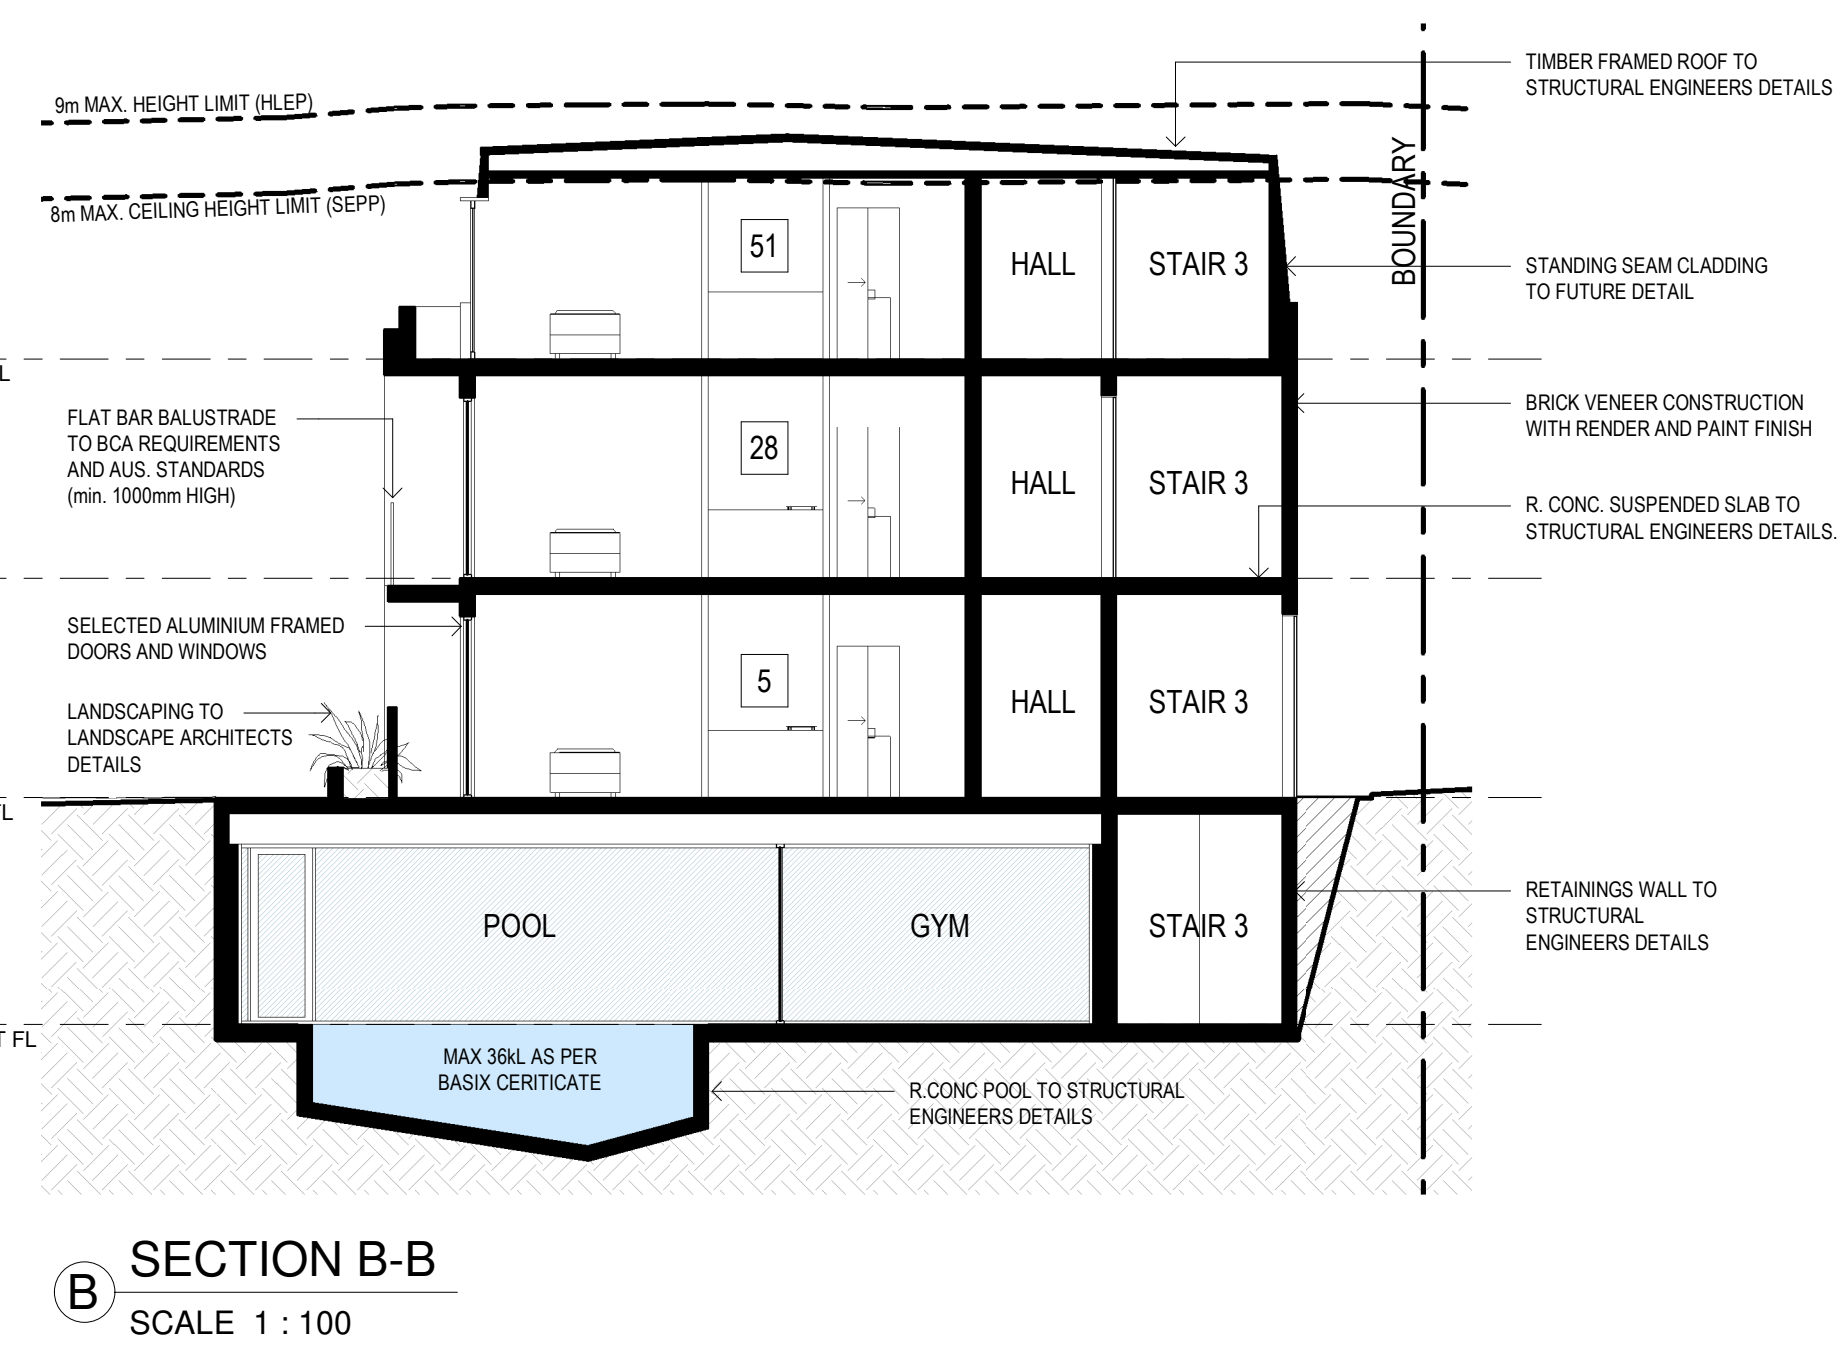 TIMBER FRAMED ROOF TO
STRUCTURAL ENGINEERS DETAILS
9m MAX. HEIGHT LIMIT (HLEP)
8m MAX. CEILING HEIGHT LIMIT (SEPP)
BOUNDARY
51
HALL
STAIR 3
STANDING SEAM CLADDING
TO FUTURE DETAIL
L
FLAT BAR BALUSTRADE
TO BCA REQUIREMENTS
AND AUS. STANDARDS
(min. 1000mm HIGH)
28
HALL
STAIR 3
BRICK VENEER CONSTRUCTION
WITH RENDER AND PAINT FINISH
R. CONC. SUSPENDED SLAB TO
STRUCTURAL ENGINEERS DETAILS.
SELECTED ALUMINIUM FRAMED
DOORS AND WINDOWS
5
HALL
STAIR 3
LANDSCAPING TO
LANDSCAPE ARCHITECTS
DETAILS
FL
POOL
GYM
STAIR 3
RETAININGS WALL TO
STRUCTURAL
ENGINEERS DETAILS
T FL
MAX 36kL AS PER
BASIX CERITICATE
R.CONC POOL TO STRUCTURAL
ENGINEERS DETAILS
B
SECTION B-B
SCALE 1 : 100